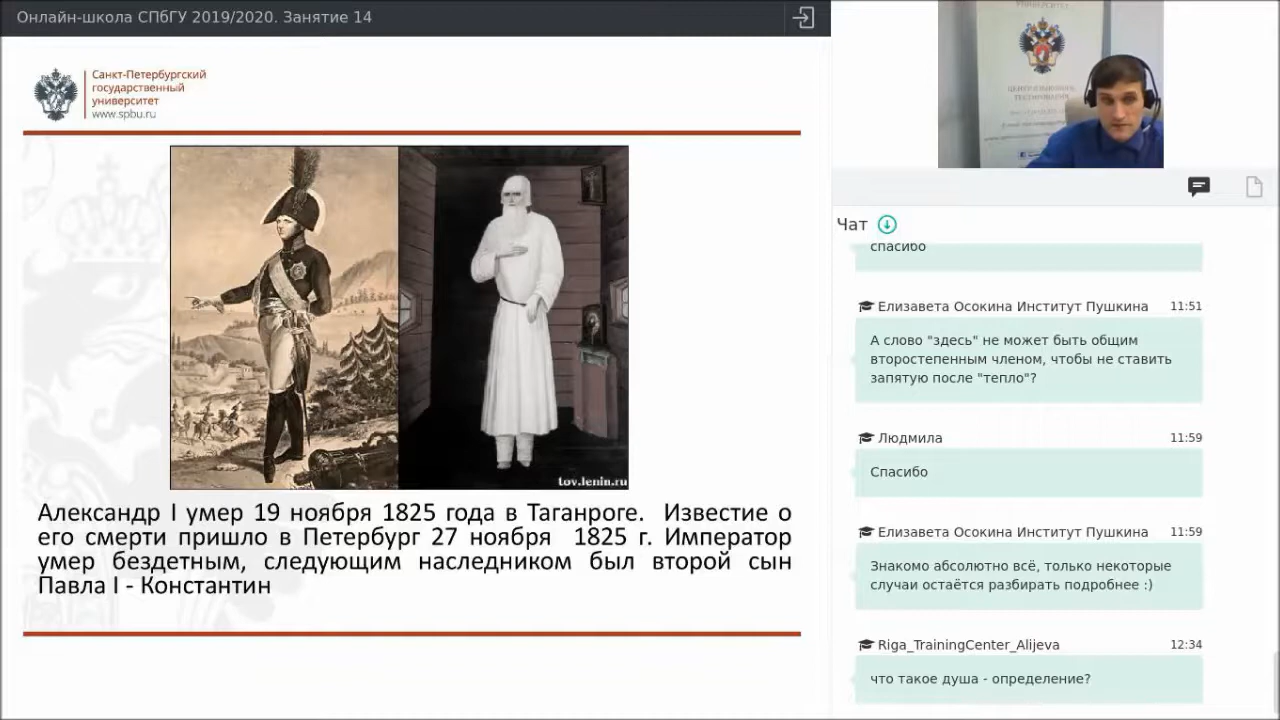 Онлайн-школа СПбГУ 2019/2020. Занятие 14
Санкт-Петербургский
государственный
университет
www.spbu.ru
tov.lenin.ru
Александр I умер 19 ноября 1825 года в Таганроге. Известие о
его смерти пришло в Петербург 27 ноября 1825 г. Император
умер бездетным, следующим наследником был второй сын
Павла I - Константин
Чат
спасибо
Елизавета Осокина Институт Пушкина 11:51
А слово "здесь" не может быть общим
второстепенным членом, чтобы не ставить
запятую после "тепло"?
Людмила 11:59
Спасибо
Елизавета Осокина Институт Пушкина 11:59
Знакомо абсолютно всё, только некоторые
случаи остаётся разбирать подробнее :)
Riga_TrainingCenter_Alijeva 12:34
что такое душа - определение?